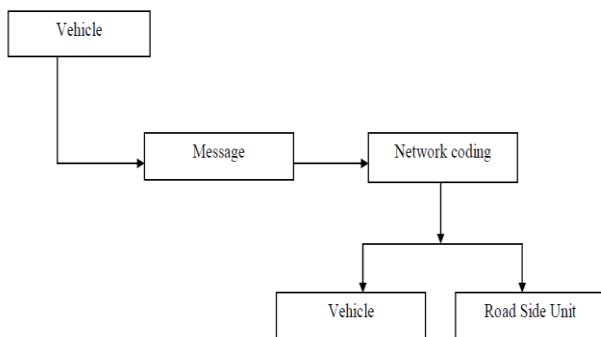 Vehicle
Message
Network coding
Vehicle
Road Side Unit